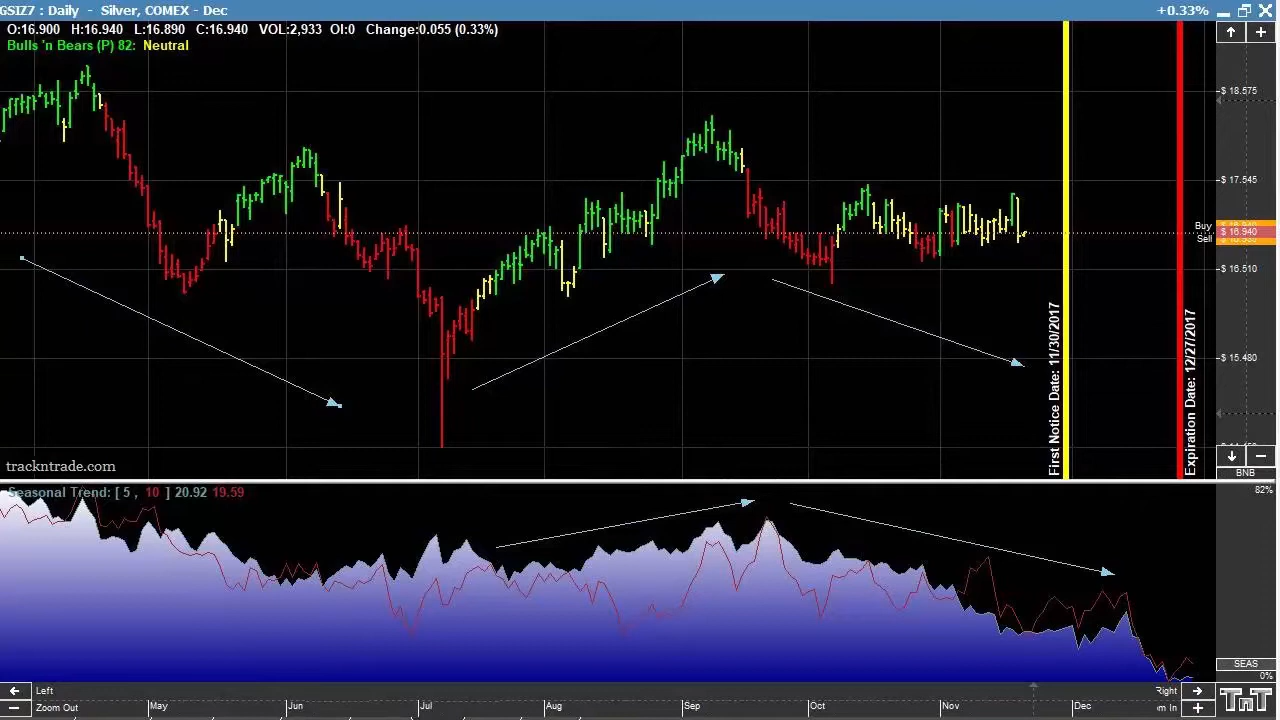 GSIZ7 : Daily - Silver, COMEX - Dec
+0.33%
O:16.900 H:16.940 L:16.890 C:16.940 VOL:2,933 OI:0 Change:0.055 (0.33%)
Bulls 'n Bears (P) 82: Neutral
$ 18.575
$ 17.545
Buy
$ 16.940
Sell
$ 16.510
$ 15.480
First Notice Date: 11/30/2017
Expiration Date: 12/27/2017
trackntrade.com
BNB
Seasonal Trend: [ 5 , 10 ] 20.92 19.59
82%
SEAS
0%
Left
Right
Zoom Out
May
Jun
Jul
Aug
Sep
Oct
Nov
Dec
m In
TNT